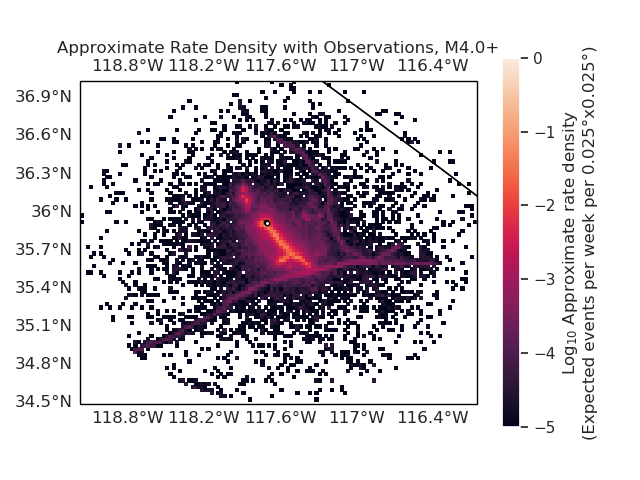 Approximate Rate Density with Observations, M4.0+
118.8°W 118.2°W 117.6°W 117°W 116.4°W
36.9°N
36.6°N
36.3°N
36°N
35.7°N
35.4°N
35.1°N
34.8°N
34.5°N
118.8°W 118.2°W 117.6°W 117°W 116.4°W
0
−1
−2
−3
−4
−5
Log₁₀ Approximate rate density
(Expected events per week per 0.025°x0.025°)